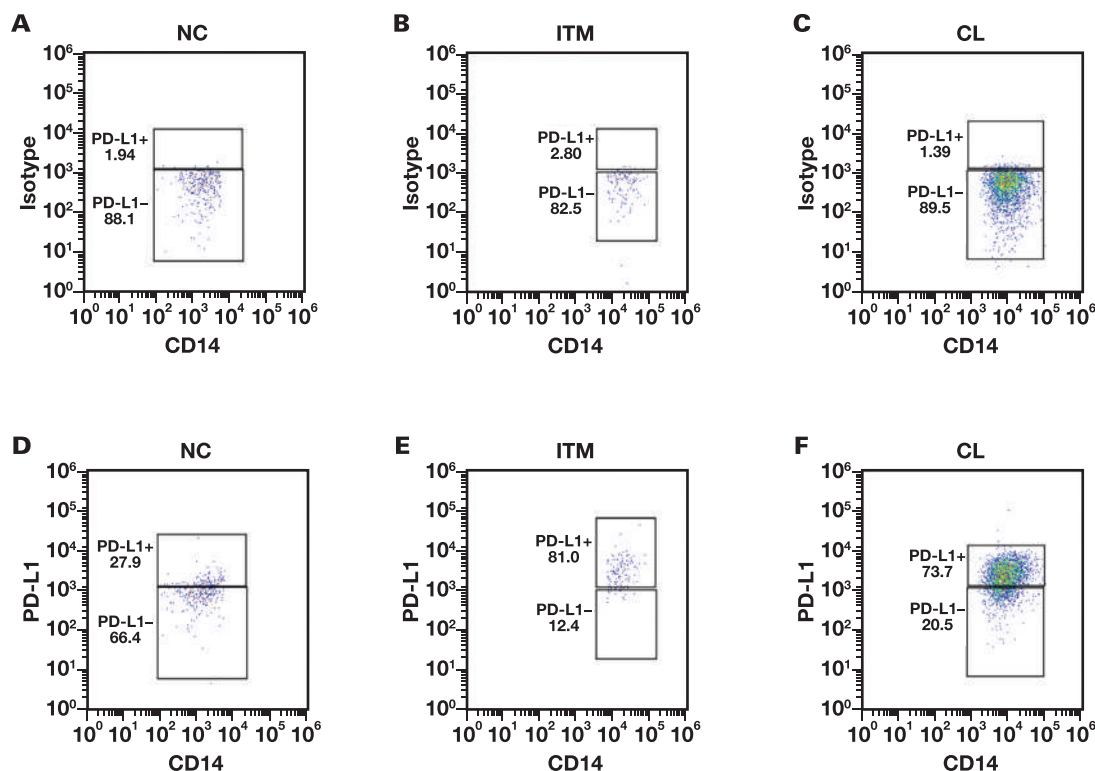 A
NC
10⁶
10⁵
10⁴
10³
10²
10¹
10⁰
Isotype
PD-L1+
1.94
PD-L1–
88.1
10⁰ 10¹ 10² 10³ 10⁴ 10⁵ 10⁶
CD14
B
ITM
10⁶
10⁵
10⁴
10³
10²
10¹
10⁰
Isotype
PD-L1+
2.80
PD-L1–
82.5
10⁰ 10¹ 10² 10³ 10⁴ 10⁵ 10⁶
CD14
C
CL
10⁶
10⁵
10⁴
10³
10²
10¹
10⁰
Isotype
PD-L1+
1.39
PD-L1–
89.5
10⁰ 10¹ 10² 10³ 10⁴ 10⁵ 10⁶
CD14
D
NC
10⁶
10⁵
10⁴
10³
10²
10¹
10⁰
PD-L1
PD-L1+
27.9
PD-L1–
66.4
10⁰ 10¹ 10² 10³ 10⁴ 10⁵ 10⁶
CD14
E
ITM
10⁶
10⁵
10⁴
10³
10²
10¹
10⁰
PD-L1
PD-L1+
81.0
PD-L1–
12.4
10⁰ 10¹ 10² 10³ 10⁴ 10⁵ 10⁶
CD14
F
CL
10⁶
10⁵
10⁴
10³
10²
10¹
10⁰
PD-L1
PD-L1+
73.7
PD-L1–
20.5
10⁰ 10¹ 10² 10³ 10⁴ 10⁵ 10⁶
CD14